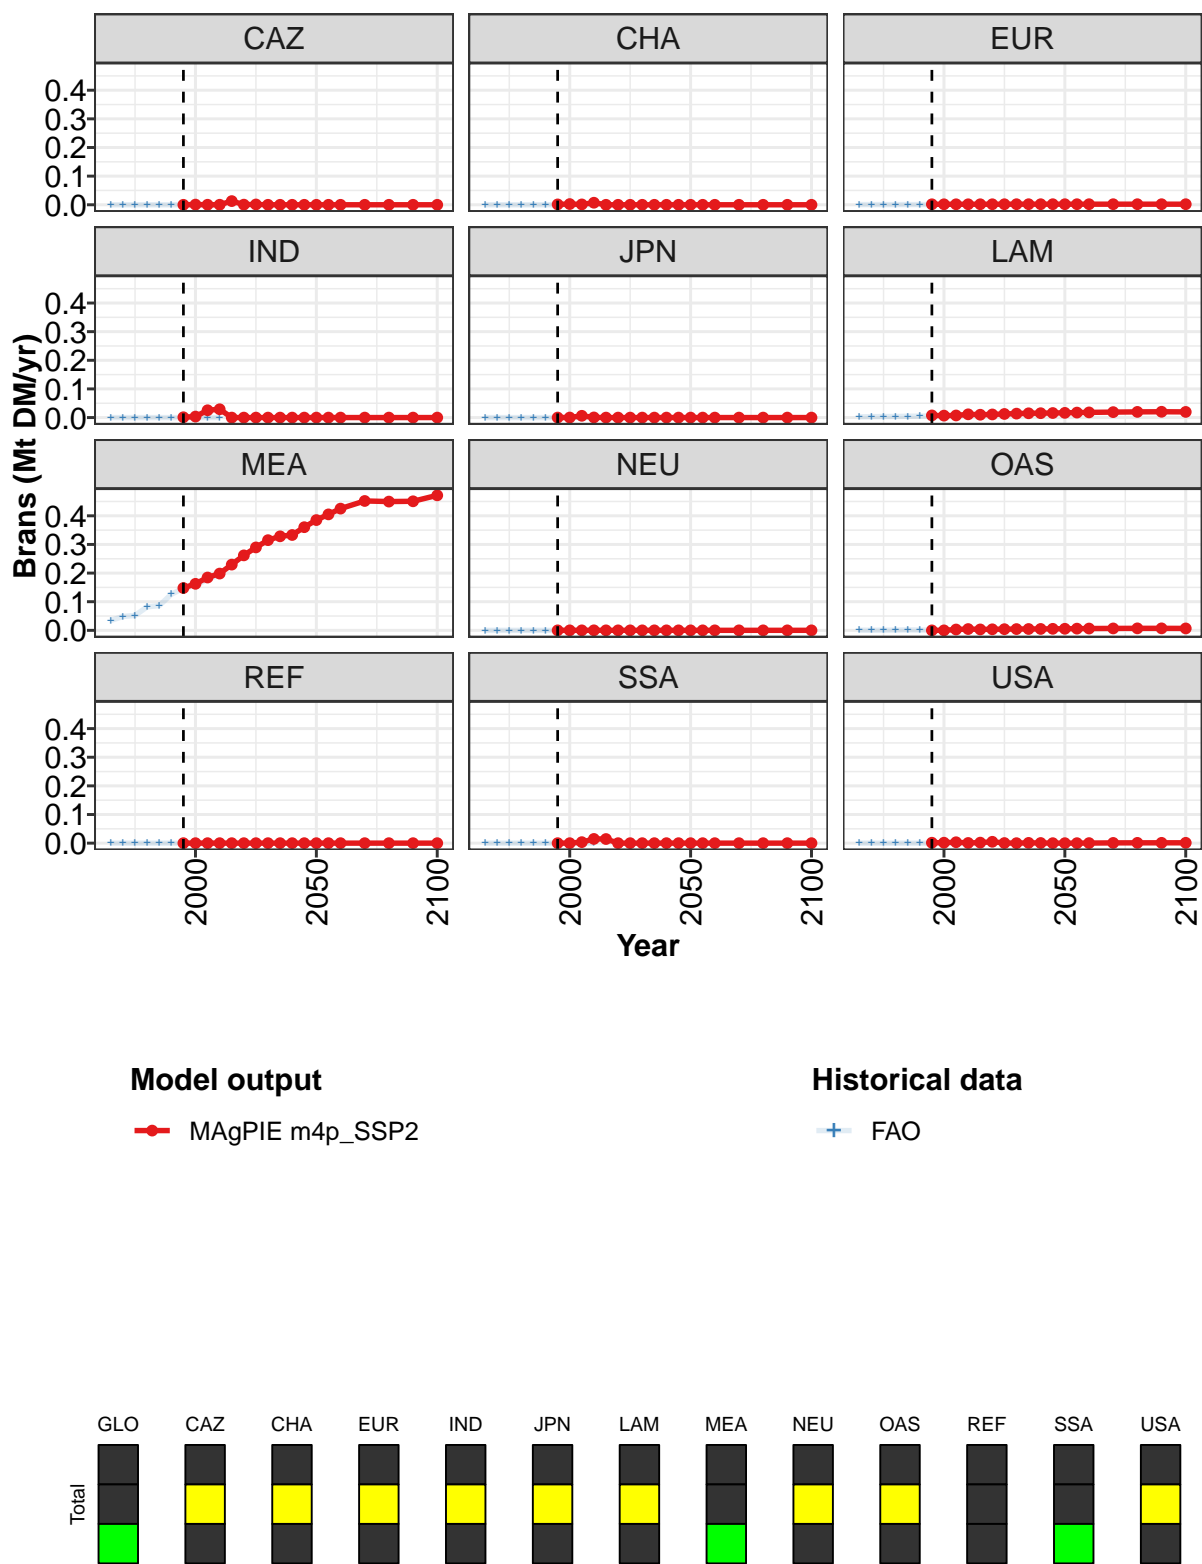 CAZ CHA EUR
0.4
0.3
0.2
0.1
0.0
IND JPN LAM
0.4
0.3
0.2
0.1
0.0
MEA NEU OAS
0.4
0.3
0.2
0.1
0.0
REF SSA USA
0.4
0.3
0.2
0.1
0.0
Brans (Mt DM/yr)
2000 2050 2100 2000 2050 2100 2000 2050 2100
Year
Model output Historical data
MAgPIE m4p_SSP2 FAO
GLO CAZ CHA EUR IND JPN LAM MEA NEU OAS REF SSA USA
Total